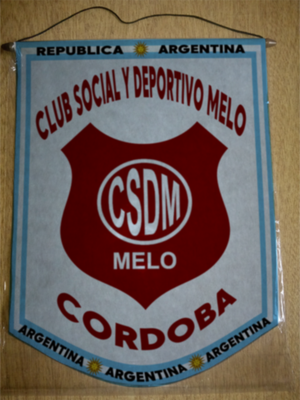 REPUBLICA ARGENTINA
CLUB SOCIAL Y DEPORTIVO MELO
CSDM
MELO
CORDOBA
ARGENTINA ARGENTINA ARGENTINA